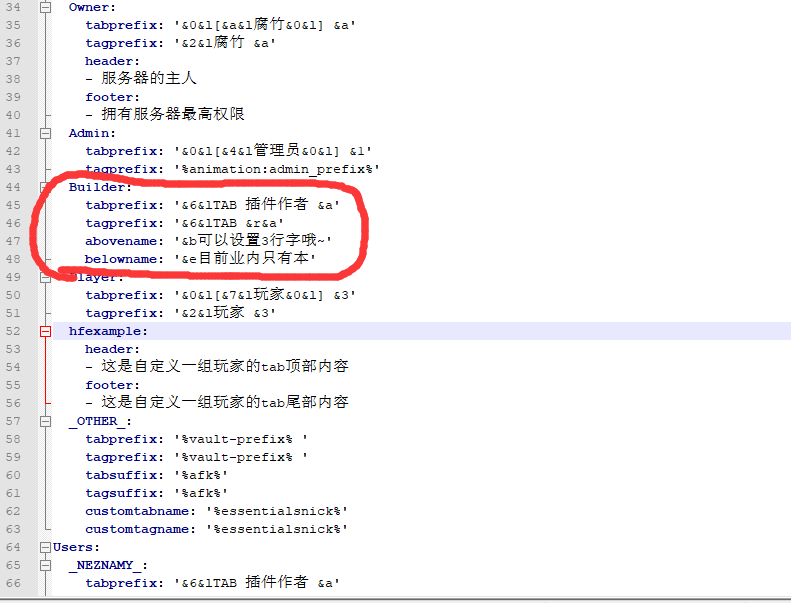 34 Owner:
35 tabprefix: '&0&l[&a&l腐竹&0&l] &a'
36 tagprefix: '&2&l腐竹 &a'
37 header:
38 - 服务器的主人
39 footer:
40 - 拥有服务器最高权限
41 Admin:
42 tabprefix: '&0&l[&4&l管理员&0&l] &1'
43 tagprefix: '%animation:admin_prefix%'
44 Builder:
45 tabprefix: '&6&lTAB 插件作者 &a'
46 tagprefix: '&6&lTAB &r&a'
47 abovename: '&b可以设置3行字哦~'
48 belowname: '&e目前业内只有本'
49 Player:
50 tabprefix: '&0&l[&7&l玩家&0&l] &3'
51 tagprefix: '&2&l玩家 &3'
52 hfexample:
53 header:
54 - 这是自定义一组玩家的tab顶部内容
55 footer:
56 - 这是自定义一组玩家的tab尾部内容
57 _OTHER_:
58 tabprefix: '%vault-prefix% '
59 tagprefix: '%vault-prefix% '
60 tabsuffix: '%afk%'
61 tagsuffix: '%afk%'
62 customtabname: '%essentialsnick%'
63 customtagname: '%essentialsnick%'
64 Users:
65 _NEZNAMY_:
66 tabprefix: '&6&lTAB 插件作者 &a'